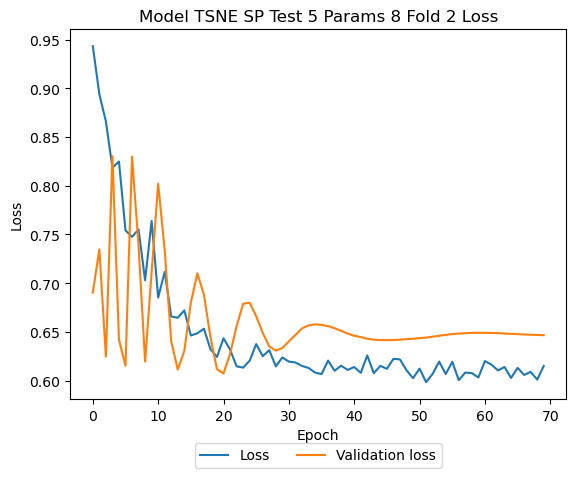 Model TSNE SP Test 5 Params 8 Fold 2 Loss
0.95
0.90
0.85
0.80
0.75
0.70
0.65
0.60
Loss
0 10 20 30 40 50 60 70
Epoch
Loss Validation loss